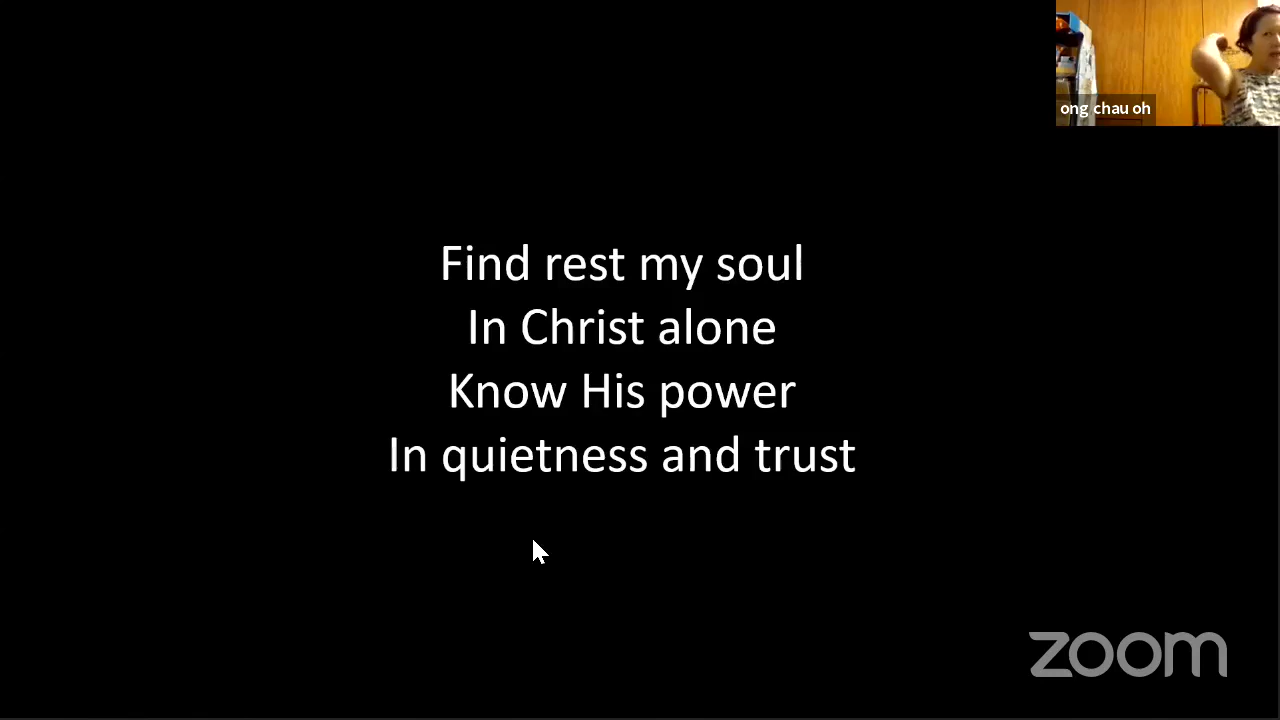 ong chau oh
Find rest my soul
In Christ alone
Know His power
In quietness and trust
zoom